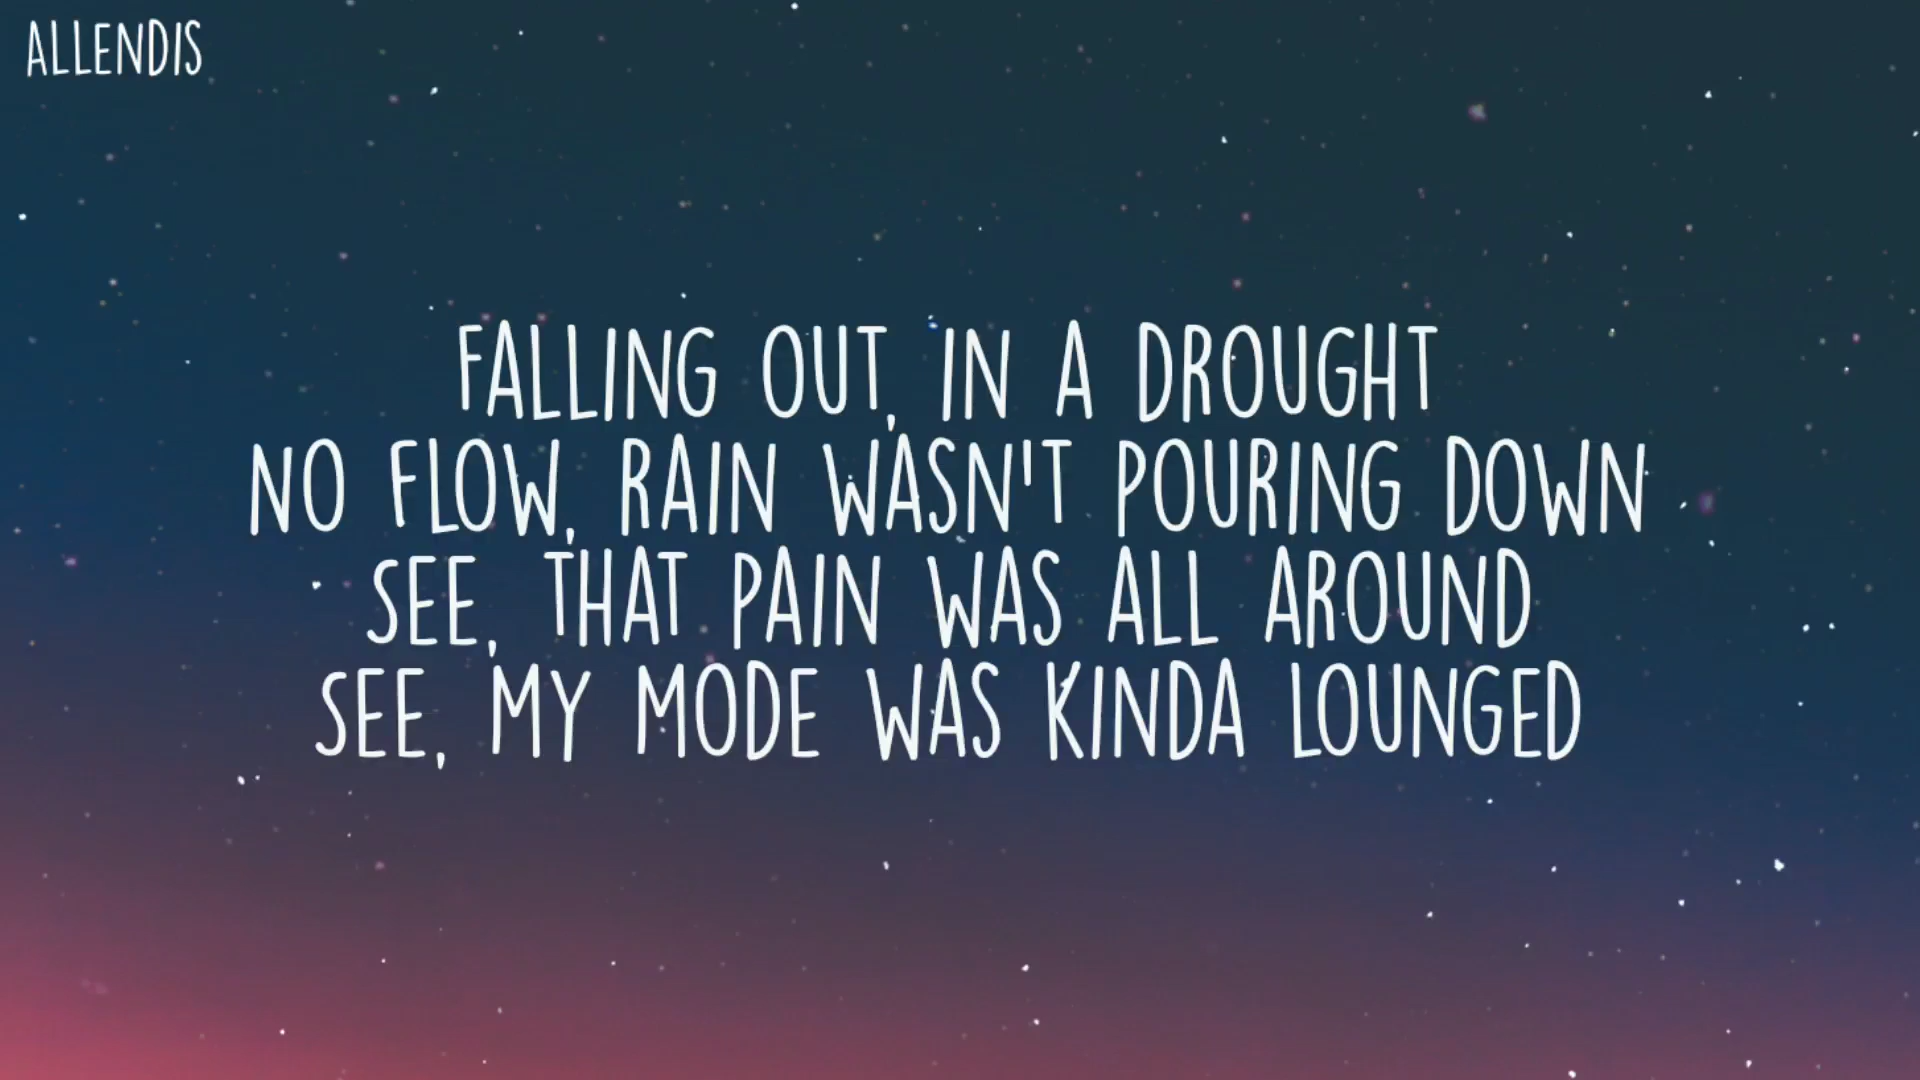 ALLENDIS
FALLING OUT, IN A DROUGHT
NO FLOW, RAIN WASN'T POURING DOWN
SEE, THAT PAIN WAS ALL AROUND
SEE, MY MODE WAS KINDA LOUNGED